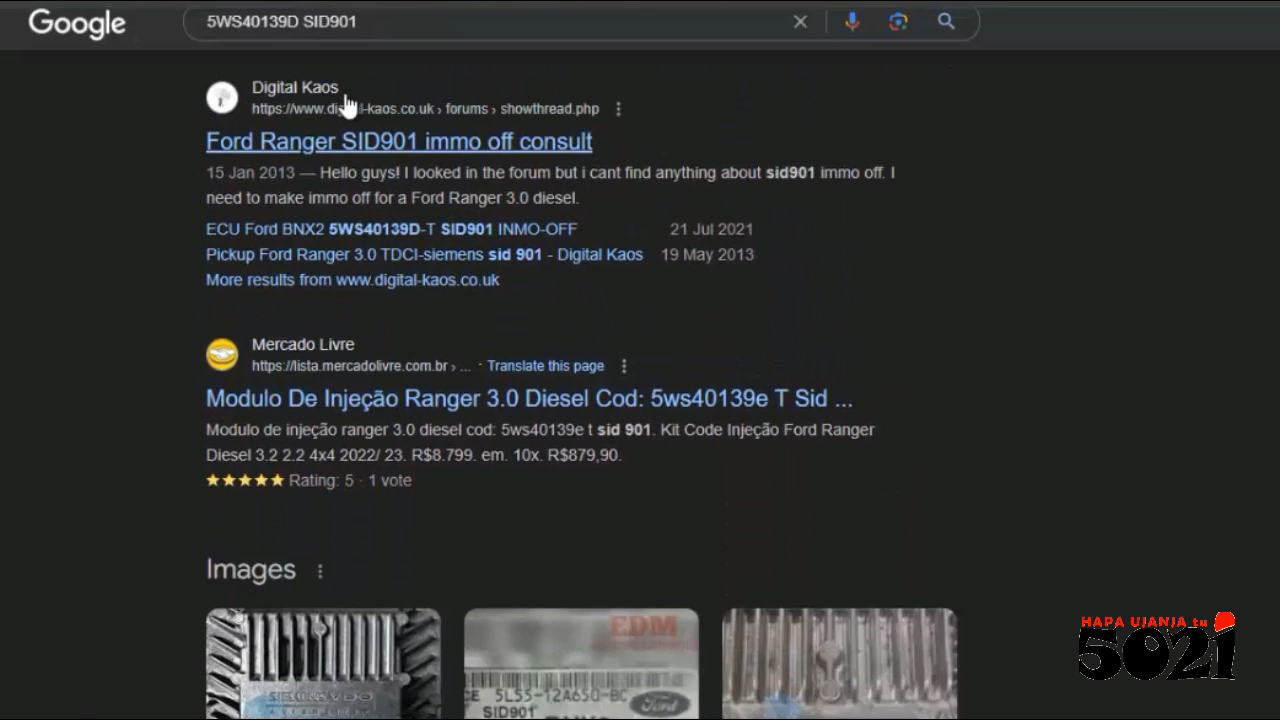 Google
5WS40139D SID901
Digital Kaos
https://www.digital-kaos.co.uk › forums › showthread.php
Ford Ranger SID901 immo off consult
15 Jan 2013 — Hello guys! I looked in the forum but i cant find anything about sid901 immo off. I
need to make immo off for a Ford Ranger 3.0 diesel.
ECU Ford BNX2 5WS40139D-T SID901 INMO-OFF 21 Jul 2021
Pickup Ford Ranger 3.0 TDCI-siemens sid 901 - Digital Kaos 19 May 2013
More results from www.digital-kaos.co.uk
Mercado Livre
https://lista.mercadolivre.com.br › ... · Translate this page
Modulo De Injeção Ranger 3.0 Diesel Cod: 5ws40139e T Sid ...
Modulo de injeção ranger 3.0 diesel cod: 5ws40139e t sid 901. Kit Code Injeção Ford Ranger
Diesel 3.2 2.2 4x4 2022/ 23. R$8.799. em. 10x. R$879,90.
Rating: 5 · 1 vote
Images
SIEMENS VDO
EDM
5L55-12A650-BC
SID901
Ford
HAPA UJANJA tu
5021